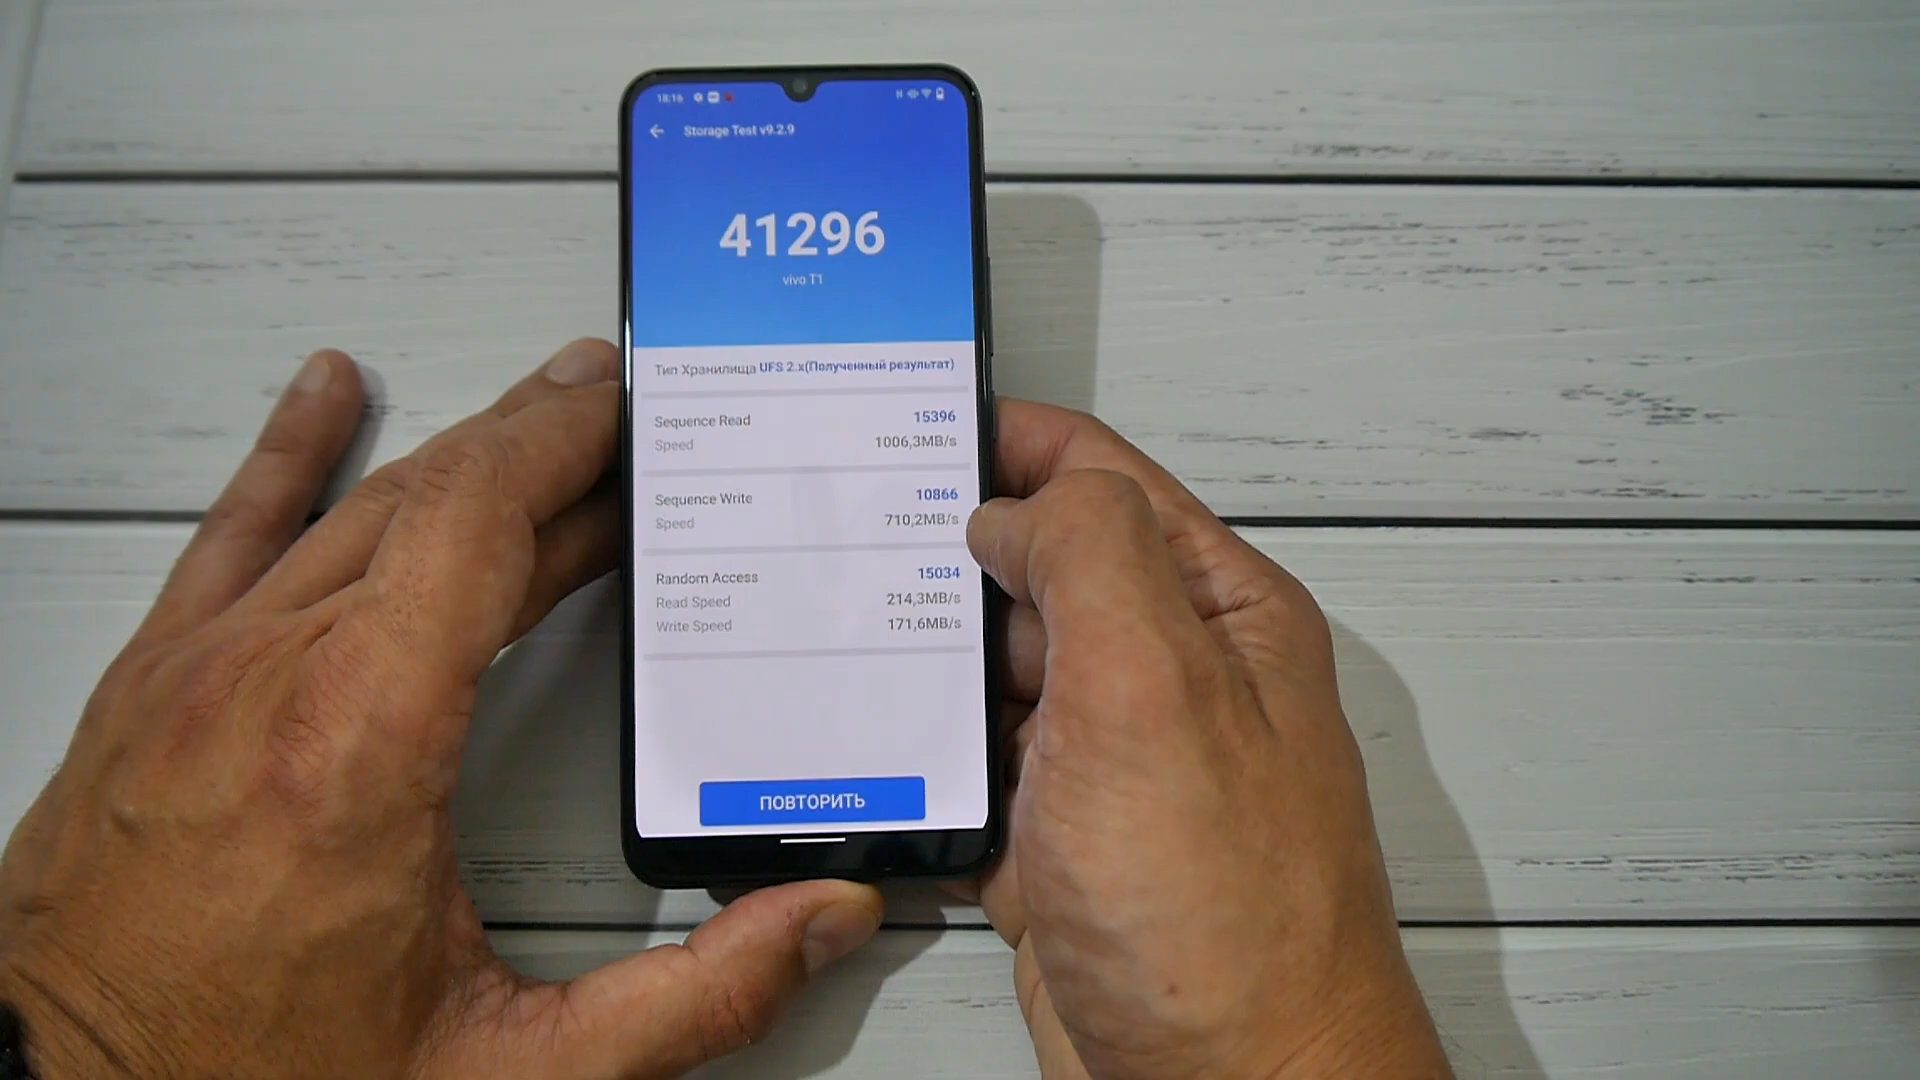 18:16
Storage Test v9.2.9
41296
vivo T1
Тип Хранилища UFS 2.x(Полученный результат)
Sequence Read 15396
Speed 1006,3MB/s
Sequence Write 10866
Speed 710,2MB/s
Random Access 15034
Read Speed 214,3MB/s
Write Speed 171,6MB/s
ПОВТОРИТЬ